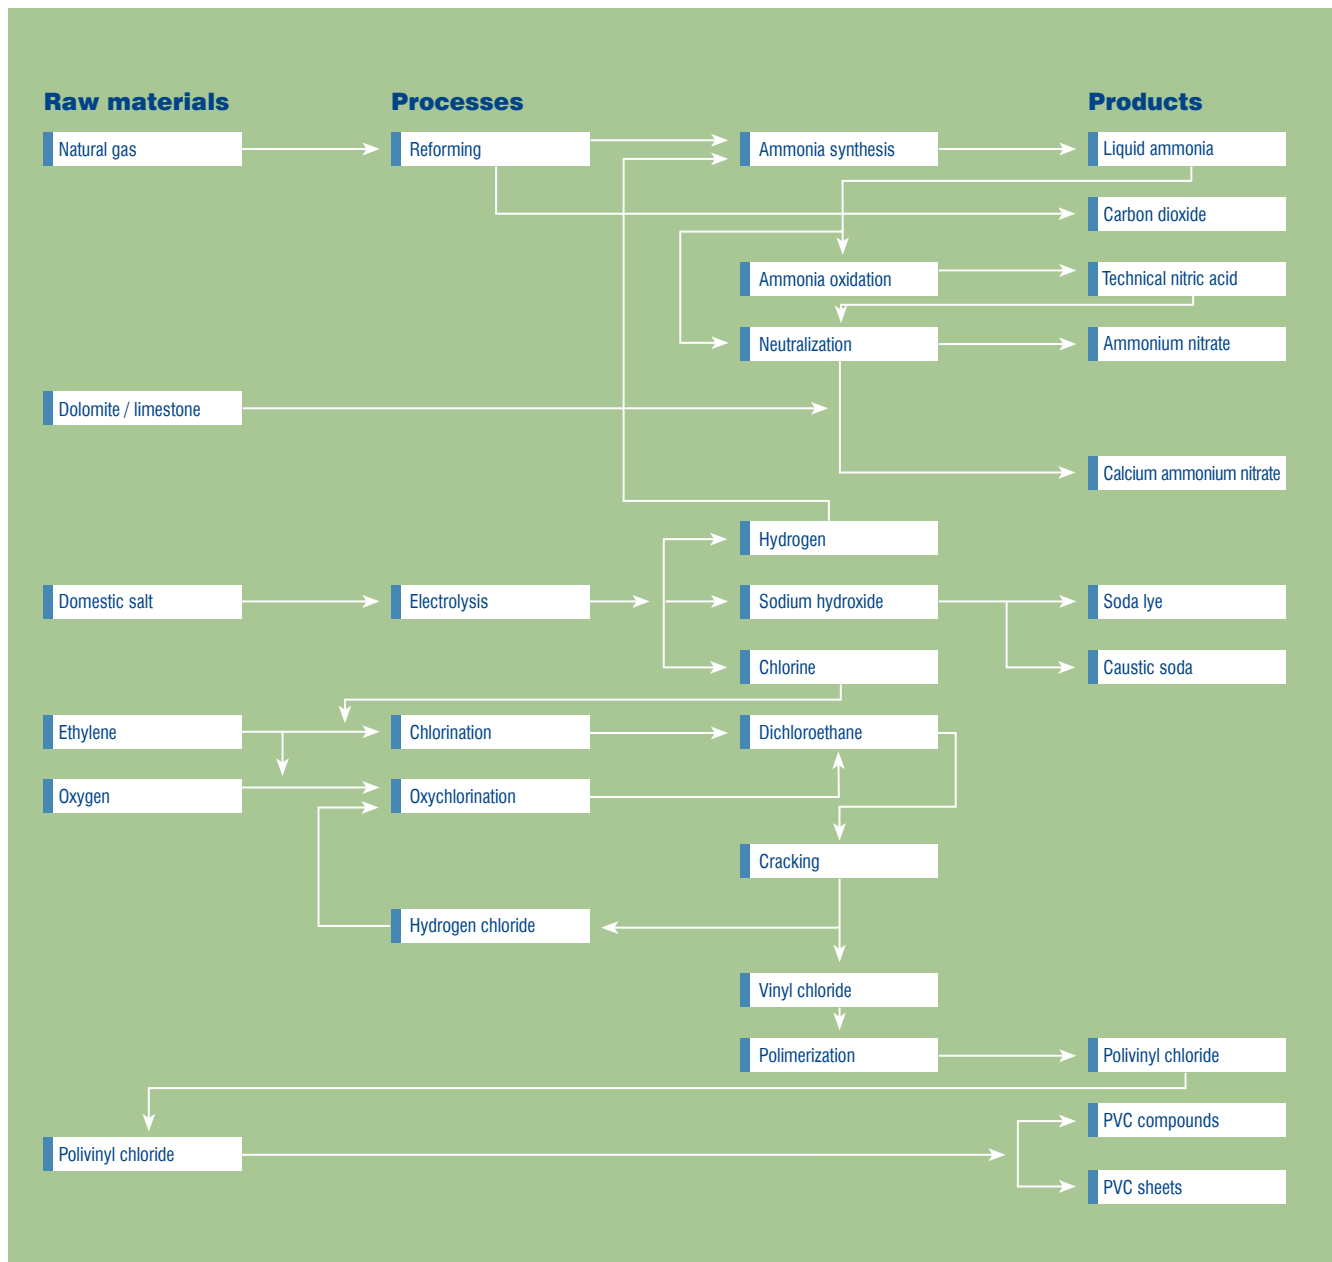 Raw materials
Processes
Products
Natural gas
Reforming
Ammonia synthesis
Liquid ammonia
Carbon dioxide
Ammonia oxidation
Technical nitric acid
Neutralization
Ammonium nitrate
Dolomite / limestone
Calcium ammonium nitrate
Hydrogen
Domestic salt
Electrolysis
Sodium hydroxide
Soda lye
Chlorine
Caustic soda
Ethylene
Chlorination
Dichloroethane
Oxygen
Oxychlorination
Cracking
Hydrogen chloride
Vinyl chloride
Polimerization
Polivinyl chloride
PVC compounds
Polivinyl chloride
PVC sheets